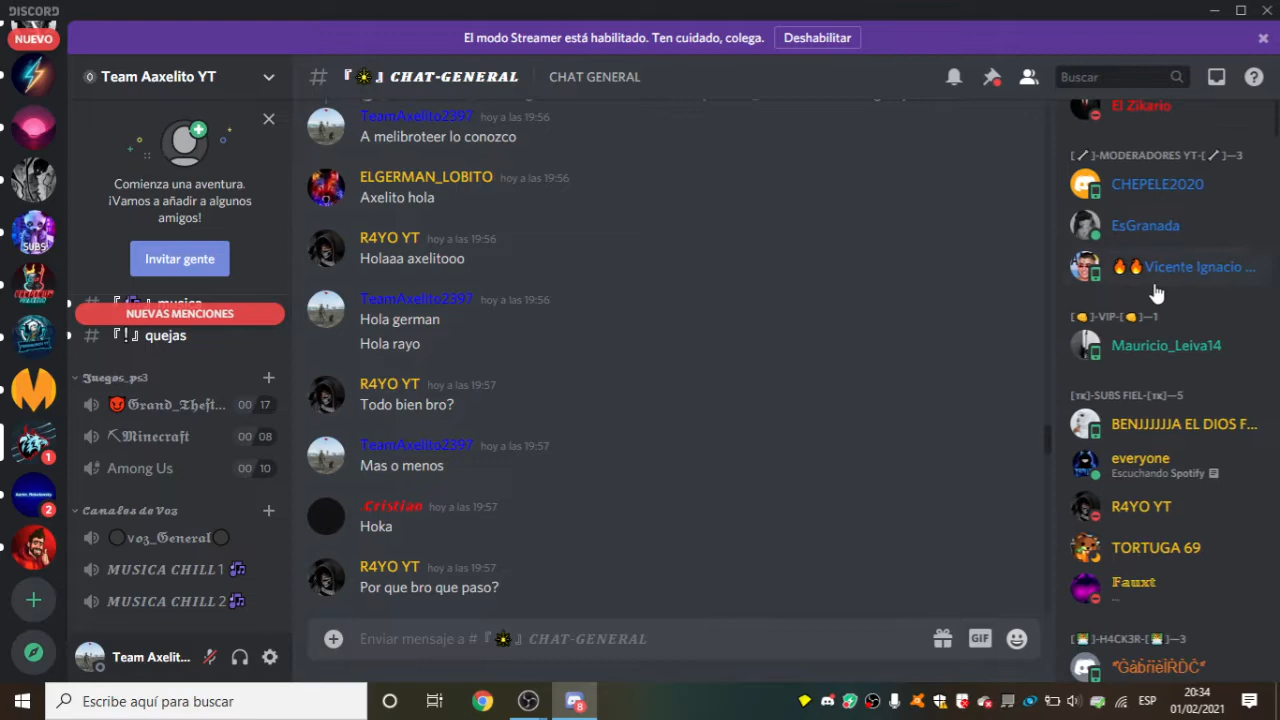 DISCORD
El modo Streamer está habilitado. Ten cuidado, colega.
Deshabilitar
NUEVO
SUBS!
1
2
Team Aaxelito YT
Comienza una aventura.
¡Vamos a añadir a algunos
amigos!
Invitar gente
NUEVAS MENCIONES
# 『❗』 quejas
𝕵𝖚𝖊𝖌𝖔𝖘_𝖕𝖘3
😈𝕲𝖗𝖆𝖓𝖉_𝕿𝖍𝖊𝖋𝖙...
00 17
⛏𝕸𝖎𝖓𝖊𝖈𝖗𝖆𝖋𝖙
00 08
Among Us
00 10
𝓒𝓪𝓷𝓪𝓵𝓮𝓼 𝓭𝓮 𝓥𝓸𝔃
◯𝕧𝕠𝕫_𝔾𝕖𝕟𝕖𝕣𝕒𝕝◯
𝑴𝑼𝑺𝑰𝑪𝑨 𝑪𝑯𝑰𝑳𝑳 1 🎶
𝑴𝑼𝑺𝑰𝑪𝑨 𝑪𝑯𝑰𝑳𝑳 2 🎶
Team Axelit...
# 『☀』 𝑪𝑯𝑨𝑻-𝑮𝑬𝑵𝑬𝑹𝑨𝑳
CHAT GENERAL
Buscar
TeamAxelito2397 hoy a las 19:56
A melibroteer lo conozco
ELGERMAN_LOBITO hoy a las 19:56
Axelito hola
R4YO YT hoy a las 19:56
Holaaa axelitooo
TeamAxelito2397 hoy a las 19:56
Hola german
Hola rayo
R4YO YT hoy a las 19:57
Todo bien bro?
TeamAxelito2397 hoy a las 19:57
Mas o menos
.𝑪𝒓𝒊𝒔𝒕𝒊𝒂𝒏 hoy a las 19:57
Hoka
R4YO YT hoy a las 19:57
Por que bro que paso?
Enviar mensaje a # 『☀』 𝑪𝑯𝑨𝑻-𝑮𝑬𝑵𝑬𝑹𝑨𝑳
GIF
El Zikario
[🦴]-MODERADORES YT-[🦴]—3
CHEPELE2020
EsGranada
🔥🔥Vicente Ignacio ...
[👊]-VIP-[👊]—1
Mauricio_Leiva14
[ᴛᴋ]-SUBS FIEL-[ᴛᴋ]—5
BENJJJJJJA EL DIOS F...
everyone
Escuchando Spotify
R4YO YT
TORTUGA 69
𝕱𝖆𝖚𝖝𝖙
...
]-H4CK3R-[
]—3
Escribe aquí para buscar
8
ESP
20:34
01/02/2021